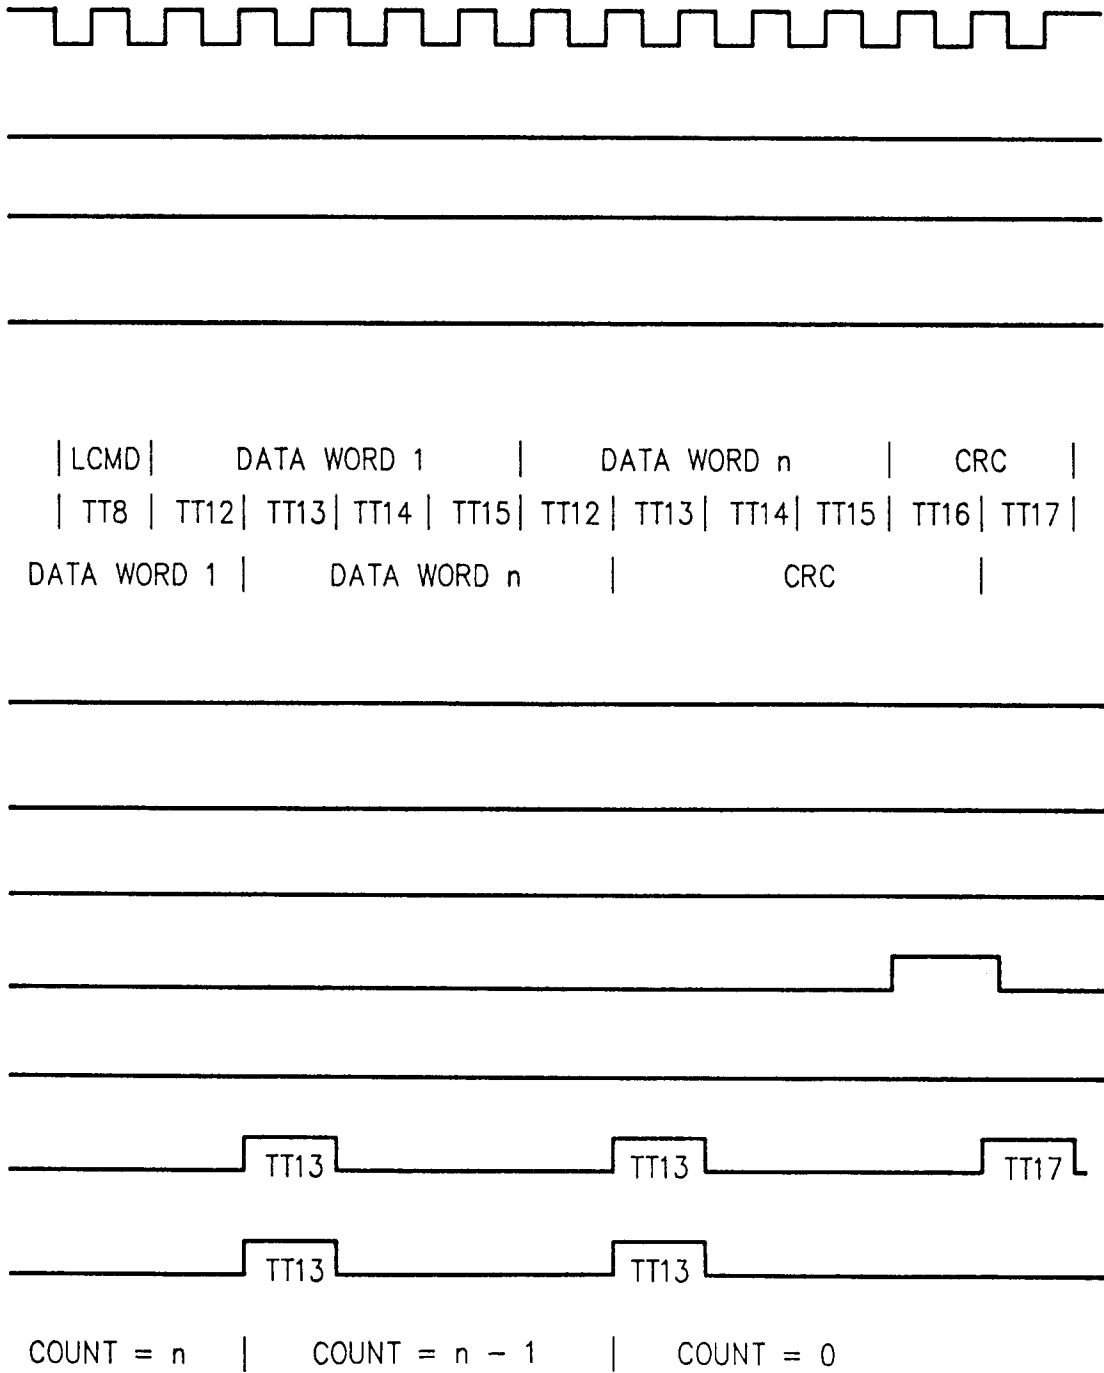 |LCMD| DATA WORD 1 | DATA WORD n | CRC |
| TT8 | TT12| TT13| TT14 | TT15| TT12| TT13| TT14| TT15| TT16| TT17|
DATA WORD 1 | DATA WORD n | CRC |
TT13 TT13 TT17
TT13 TT13
COUNT = n | COUNT = n - 1 | COUNT = 0